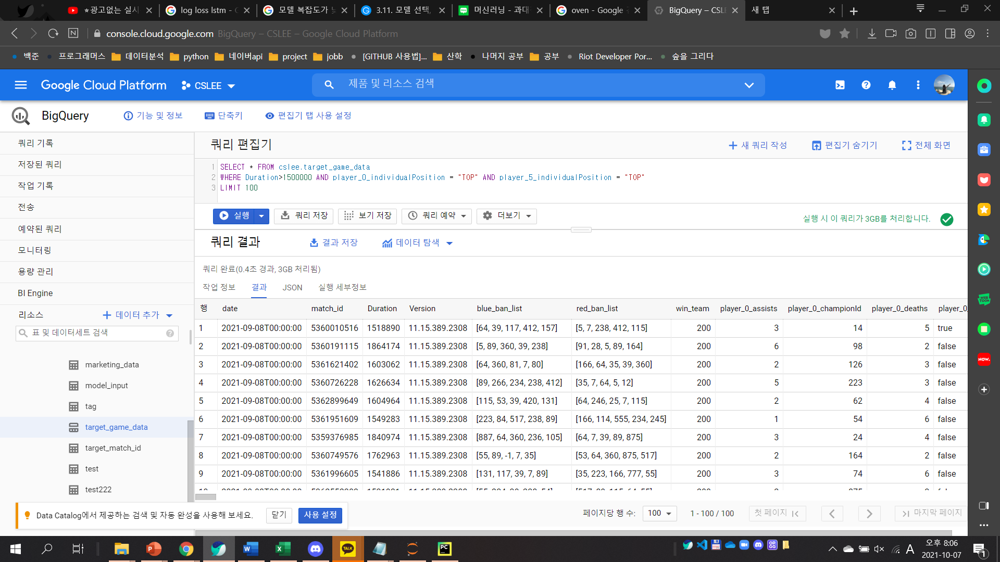 ★광고없는 실시
log loss lstm - G
모델 복잡도가 낮
3.11. 모델 선택,
머신러닝 - 과대
oven - Google
BigQuery – CSLE
새 탭
console.cloud.google.com BigQuery – CSLEE – Google Cloud Platform
백준
프로그래머스
데이터분석
python
네이버api
project
jobb
[GITHUB 사용법]...
산학
나머지 공부
공부
Riot Developer Por...
숲을 그리다
Google Cloud Platform
CSLEE
제품 및 리소스 검색
BigQuery
기능 및 정보
단축키
편집기 탭 사용 설정
쿼리 기록
저장된 쿼리
작업 기록
전송
예약된 쿼리
모니터링
용량 관리
BI Engine
리소스
데이터 추가
표 및 데이터세트 검색
marketing_data
model_input
tag
target_game_data
target_match_id
test
test222
쿼리 편집기
새 쿼리 작성
편집기 숨기기
전체 화면
1 SELECT * FROM cslee.target_game_data
2 WHERE Duration>1500000 AND player_0_individualPosition = "TOP" AND player_5_individualPosition = "TOP"
3 LIMIT 100
실행
쿼리 저장
보기 저장
쿼리 예약
더보기
실행 시 이 쿼리가 3GB를 처리합니다.
쿼리 결과
결과 저장
데이터 탐색
쿼리 완료(0.4초 경과, 3GB 처리됨)
작업 정보
결과
JSON
실행 세부정보
행 date match_id Duration Version blue_ban_list red_ban_list win_team player_0_assists player_0_championId player_0_deaths player_0_
1 2021-09-08T00:00:00 5360010516 1518890 11.15.389.2308 [64, 39, 117, 412, 157] [5, 7, 238, 412, 115] 200 3 14 5 true
2 2021-09-08T00:00:00 5360191115 1864174 11.15.389.2308 [5, 89, 360, 39, 238] [91, 28, 5, 89, 164] 200 6 98 2 false
3 2021-09-08T00:00:00 5361621402 1603062 11.15.389.2308 [64, 360, 81, 7, 80] [166, 64, 35, 39, 360] 200 2 126 3 false
4 2021-09-08T00:00:00 5360726228 1626634 11.15.389.2308 [89, 266, 234, 238, 412] [35, 7, 64, 5, 12] 200 5 223 3 false
5 2021-09-08T00:00:00 5362899649 1604964 11.15.389.2308 [115, 53, 39, 420, 131] [64, 246, 25, 7, 115] 200 2 62 4 false
6 2021-09-08T00:00:00 5361951609 1549283 11.15.389.2308 [223, 84, 517, 238, 89] [166, 114, 555, 234, 245] 200 1 54 6 false
7 2021-09-08T00:00:00 5359376985 1840974 11.15.389.2308 [887, 64, 360, 236, 105] [64, 7, 39, 89, 875] 200 3 24 4 false
8 2021-09-08T00:00:00 5360749576 1762963 11.15.389.2308 [55, 89, -1, 7, 35] [53, 64, 360, 875, 517] 200 2 164 2 false
9 2021-09-08T00:00:00 5361996605 1541886 11.15.389.2308 [131, 117, 39, 7, 89] [35, 223, 166, 777, 55] 200 3 74 6 false
Data Catalog에서 제공하는 검색 및 자동 완성을 사용해 보세요.
닫기
사용 설정
페이지당 행 수:
100
1 - 100 / 100
첫 페이지
마지막 페이지
WEB
TOON
NOW.
TALK
PC
OP.
GG
A
오후 8:06
2021-10-07
1